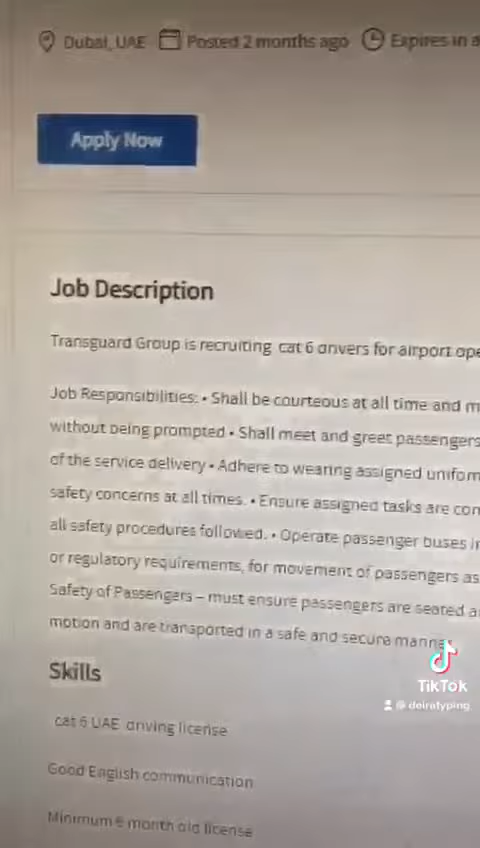 Dubai, UAE Posted 2 months ago Expires in a
Apply Now
Job Description
Transguard Group is recruiting cat 6 drivers for airport ope
Job Responsibilities: • Shall be courteous at all time and m
without being prompted • Shall meet and greet passengers
of the service delivery • Adhere to wearing assigned uniform
safety concerns at all times. • Ensure assigned tasks are con
all safety procedures followed. • Operate passenger buses in
or regulatory requirements, for movement of passengers as
Safety of Passengers – must ensure passengers are seated a
motion and are transported in a safe and secure manner
Skills
cat 6 UAE driving license
Good English communication
Minimum 6 month old license
TikTok
@deiratyping